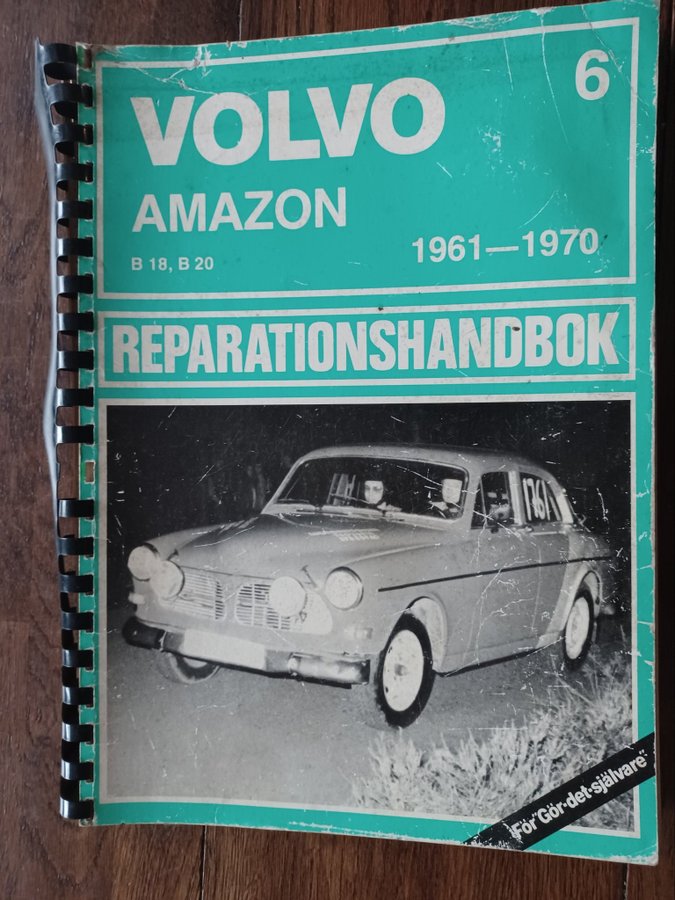 VOLVO
6
AMAZON
B 18, B 20
1961—1970
REPARATIONSHANDBOK
För "Gör-det-självare"